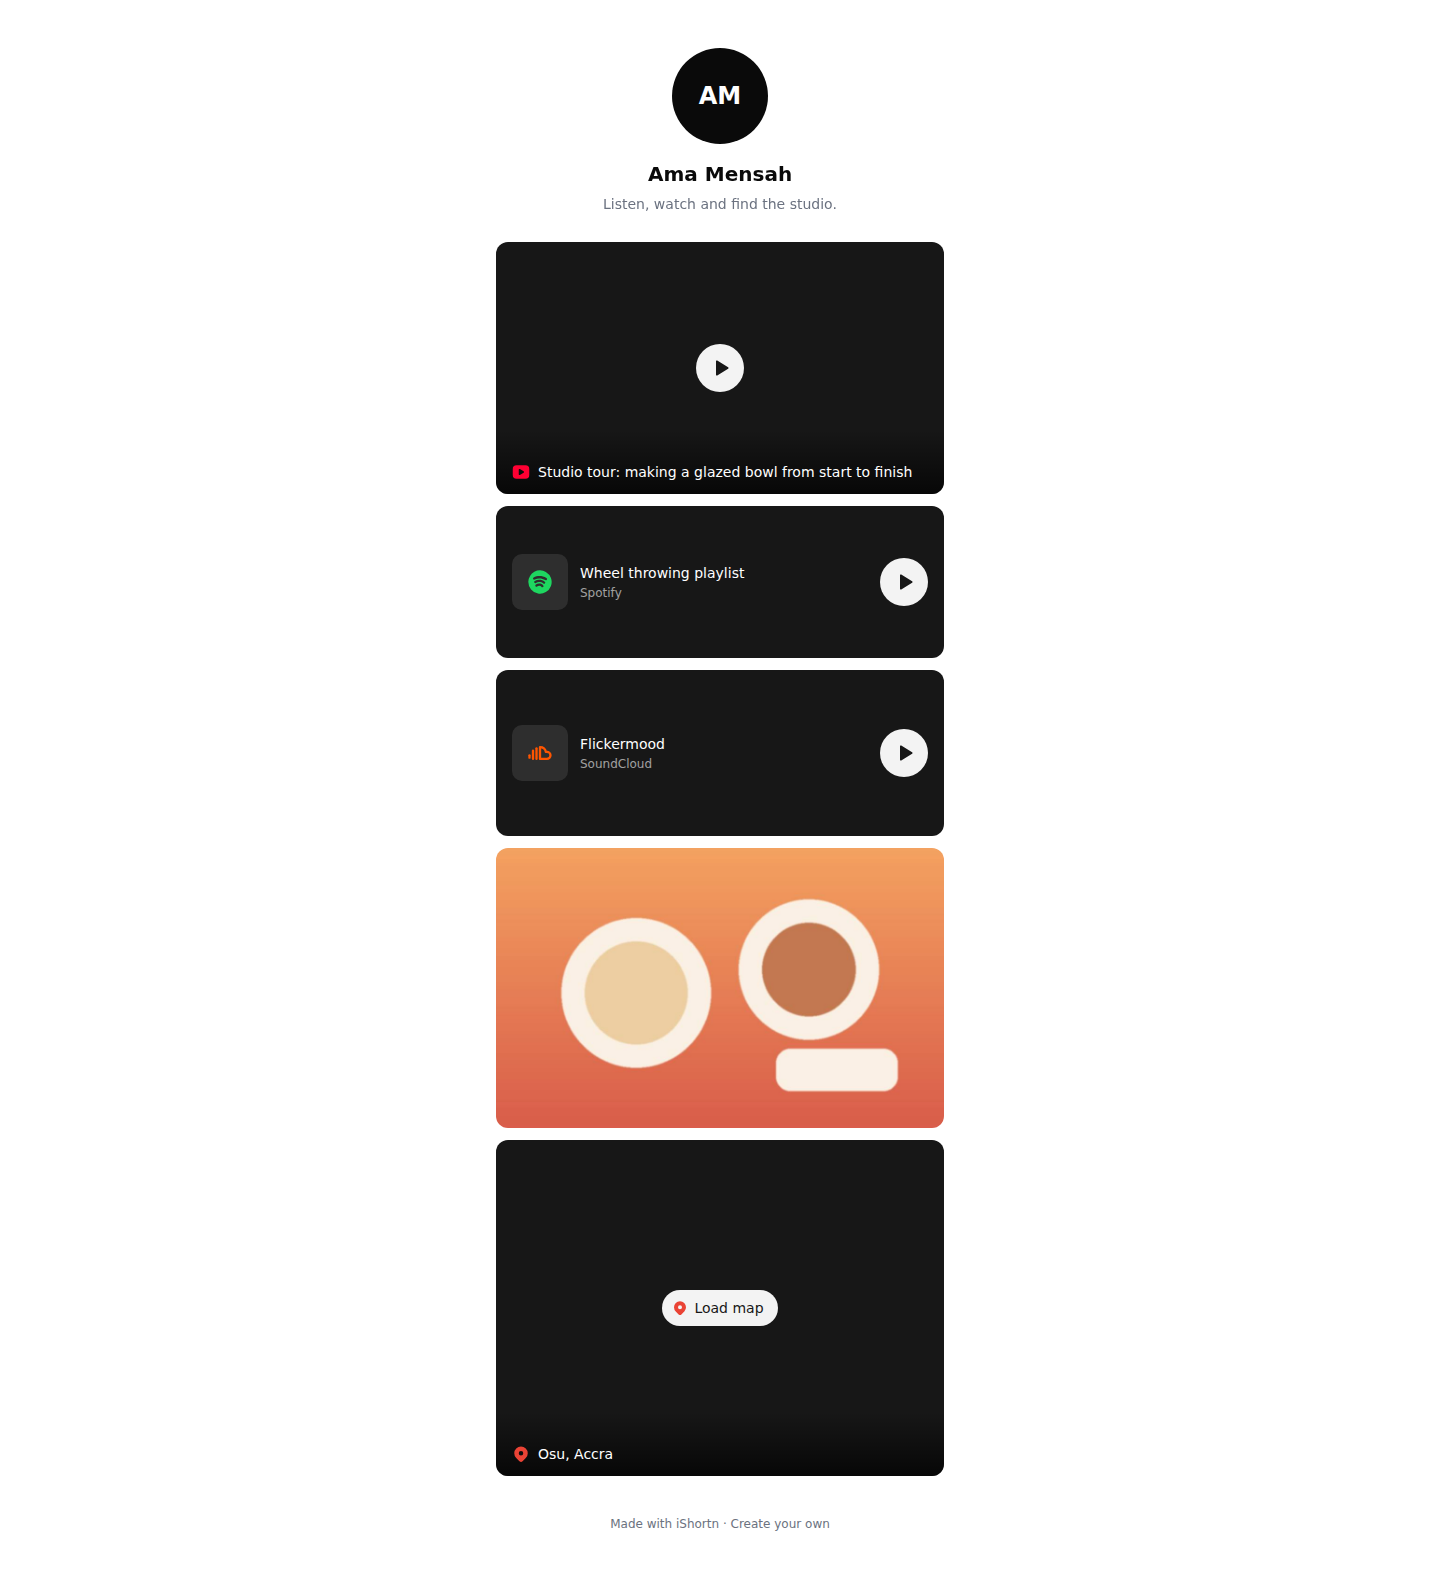 AM
Ama Mensah
Listen, watch and find the studio.
Studio tour: making a glazed bowl from start to finish
Wheel throwing playlist
Spotify
Flickermood
SoundCloud
Load map
Osu, Accra
Made with iShortn · Create your own